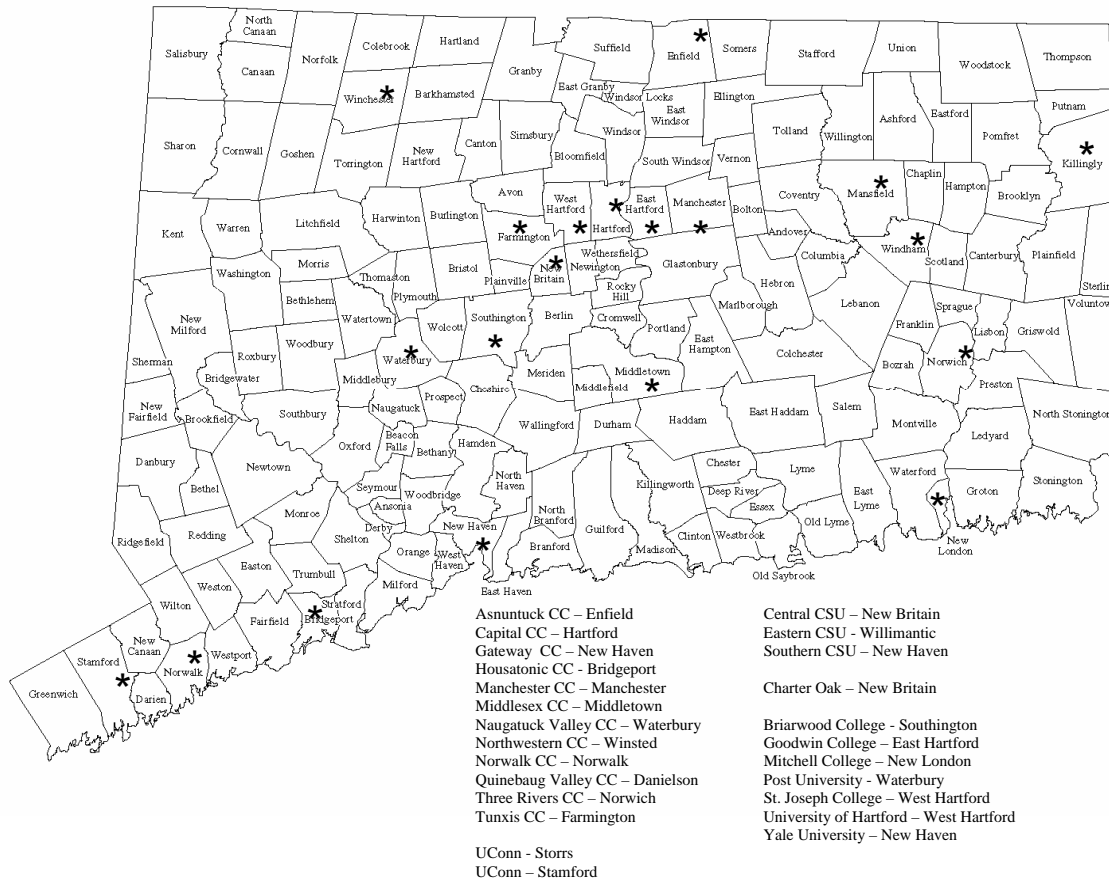 North
Canaan
Salisbury
Canaan
Norfolk
Colebrook
Hartland
Granby
Suffield
Enfield
Somers
Stafford
Union
Woodstock
Thompson
East Granby
Windsor Locks
Winchester
Barkhamsted
East
Windsor
Ellington
Putnam
Windsor
Simsbury
Willington
Ashford
Eastford
Pomfret
Tolland
Killingly
Sharon
Cornwall
Goshen
Torrington
New
Hartford
Canton
Bloomfield
South Windsor
Vernon
Chaplin
Mansfield
Hampton
Brooklyn
Avon
West
Hartford
East
Hartford
Manchester
Bolton
Coventry
Kent
Warren
Litchfield
Harwinton
Burlington
Farmington
Hartford
Andover
Windham
Scotland
Canterbury
Plainfield
Sterlin
Washington
Morris
Thomaston
Bristol
Plainville
New
Britain
Newington
Wethersfield
Glastonbury
Columbia
Hebron
Lebanon
Rocky
Hill
Marlborough
Sprague
Voluntow
New
Milford
Bethlehem
Watertown
Plymouth
Wolcott
Southington
Berlin
Cromwell
Portland
East
Hampton
Franklin
Lisbon
Griswold
Sherman
Roxbury
Woodbury
Waterbury
Meriden
Middletown
Colchester
Bozrah
Norwich
Bridgewater
Middlebury
Cheshire
Middlefield
Preston
New
Fairfield
Brookfield
Southbury
Naugatuck
Prospect
Wallingford
Durham
Haddam
East Haddam
Salem
Montville
North Stonington
Oxford
Beacon
Falls
Bethany
Hamden
Ledyard
Danbury
Newtown
Chester
Lyme
Waterford
Bethel
Seymour
Woodbridge
North
Haven
Killingworth
Deep River
East
Lyme
Groton
Stonington
Ansonia
Essex
Monroe
Derby
New Haven
North
Branford
Guilford
Old Lyme
Ridgefield
Redding
Shelton
Orange
West
Haven
Branford
Madison
Clinton
Westbrook
New
London
Easton
Trumbull
Milford
East Haven
Old Saybrook
Weston
Wilton
Fairfield
Stratford
Bridgeport
New
Canaan
Westport
Stamford
Norwalk
Greenwich
Darien
Asnuntuck CC – Enfield
Capital CC – Hartford
Gateway CC – New Haven
Housatonic CC - Bridgeport
Manchester CC – Manchester
Middlesex CC – Middletown
Naugatuck Valley CC – Waterbury
Northwestern CC – Winsted
Norwalk CC – Norwalk
Quinebaug Valley CC – Danielson
Three Rivers CC – Norwich
Tunxis CC – Farmington
UConn - Storrs
UConn – Stamford
Central CSU – New Britain
Eastern CSU - Willimantic
Southern CSU – New Haven
Charter Oak – New Britain
Briarwood College - Southington
Goodwin College – East Hartford
Mitchell College – New London
Post University - Waterbury
St. Joseph College – West Hartford
University of Hartford – West Hartford
Yale University – New Haven